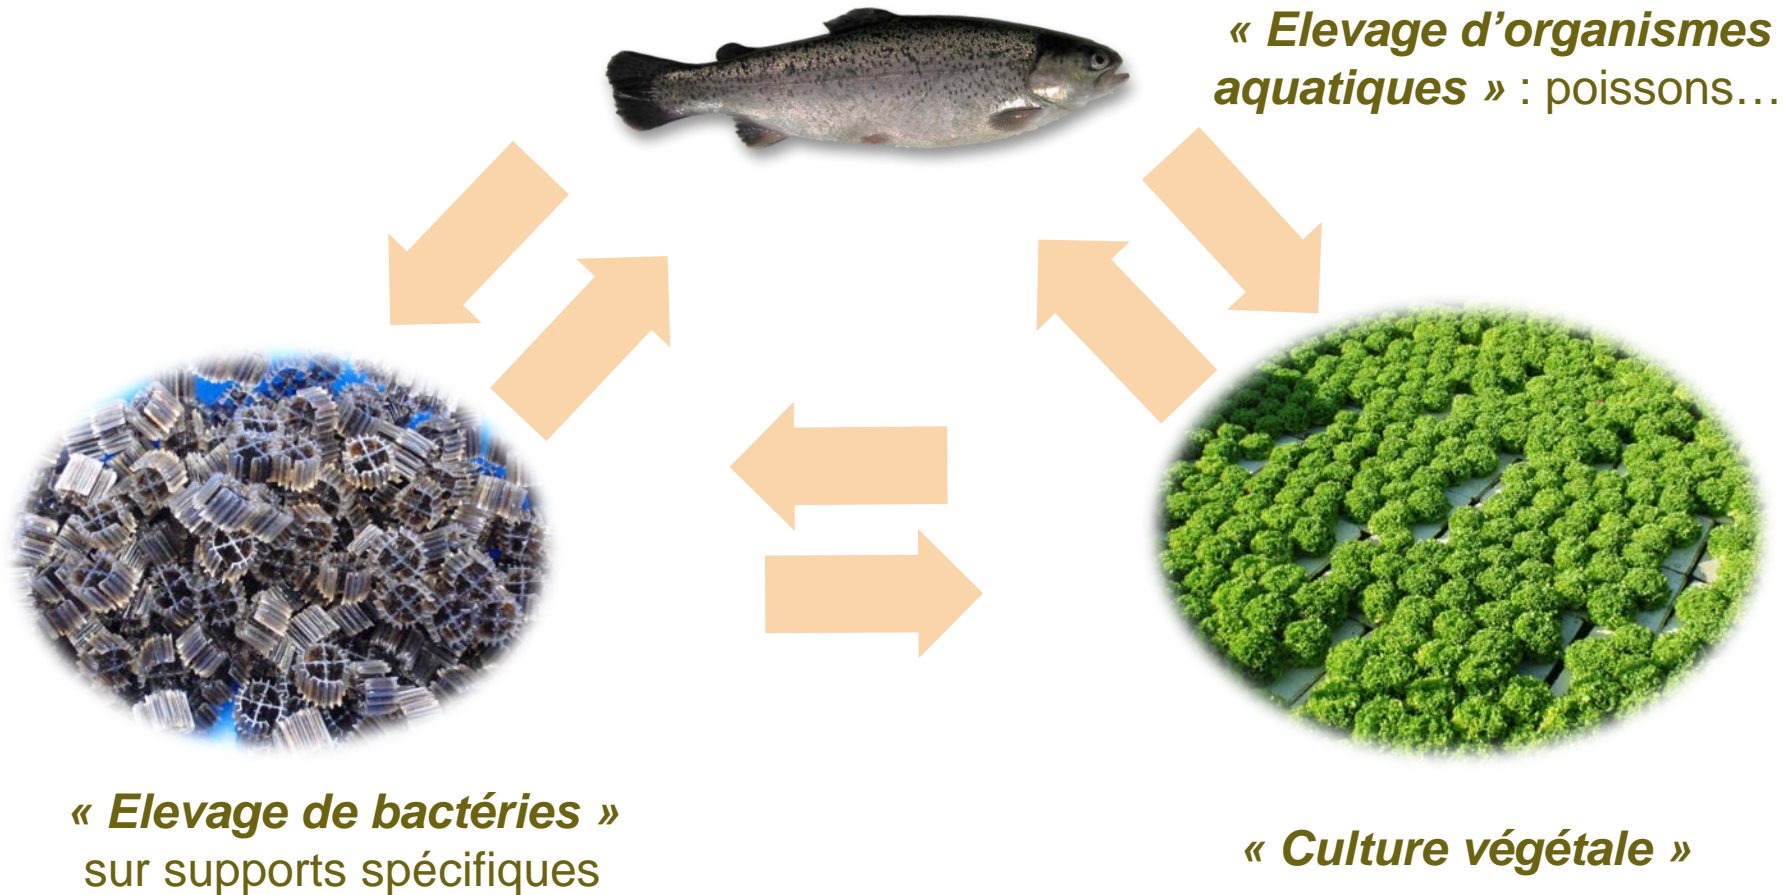 « Elevage d’organismes
aquatiques » : poissons…
« Elevage de bactéries »
sur supports spécifiques
« Culture végétale »